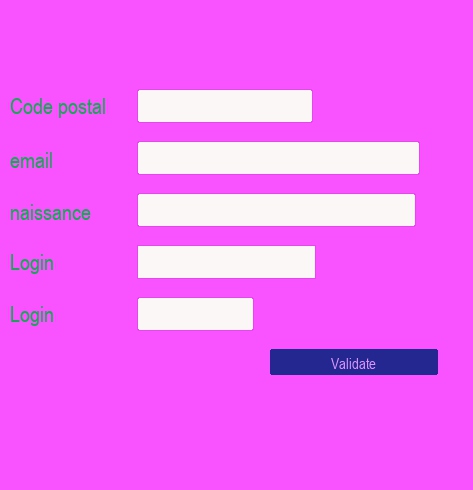 Code postal
email
naissance
Login
Login
Validate